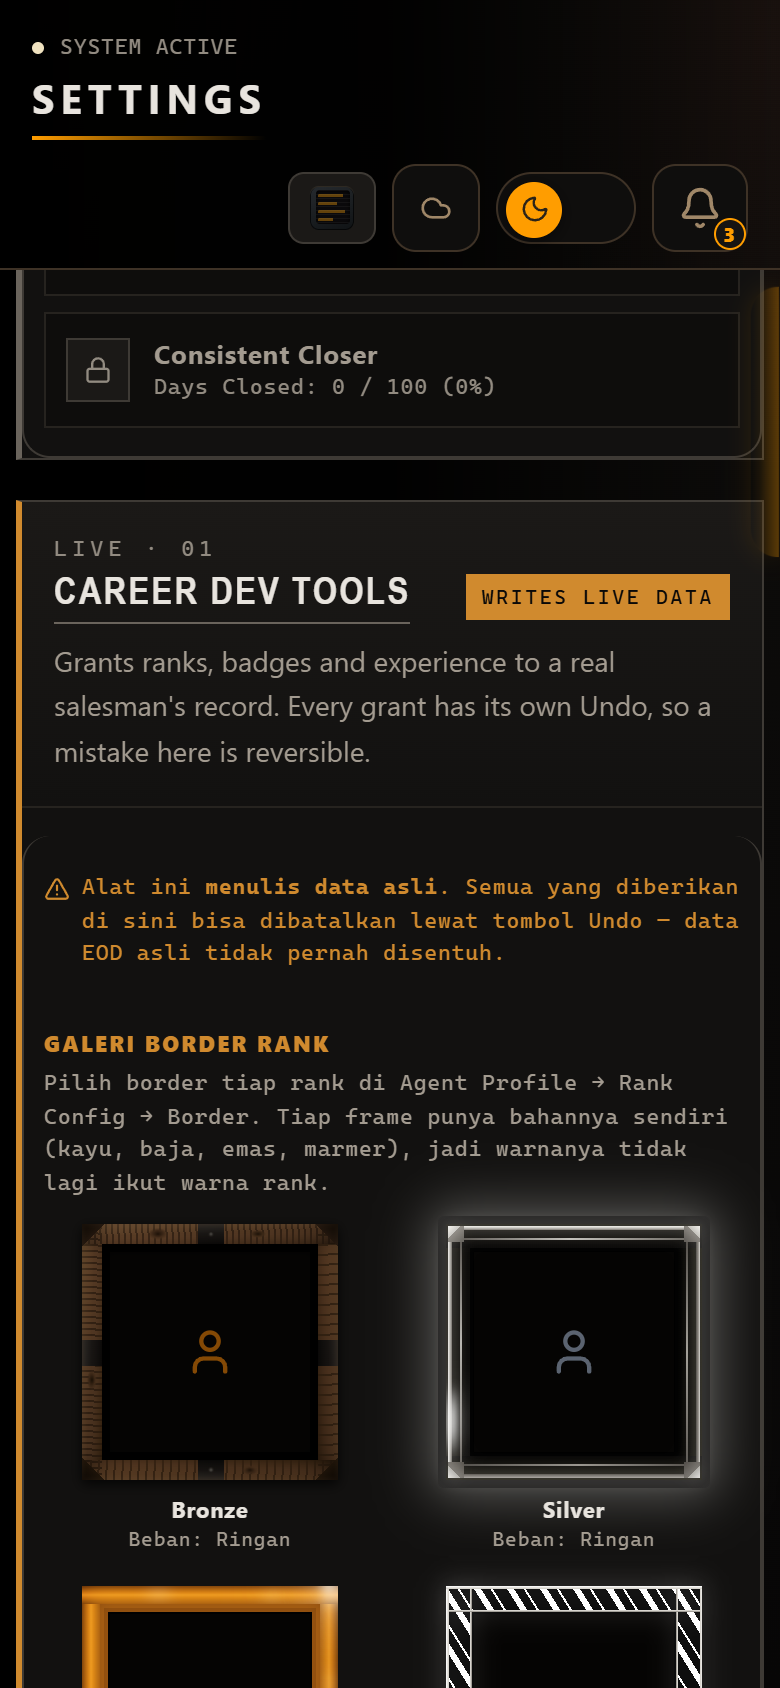 SYSTEM ACTIVE
SETTINGS
3
Consistent Closer
Days Closed: 0 / 100 (0%)
LIVE · 01
CAREER DEV TOOLS
WRITES LIVE DATA
Grants ranks, badges and experience to a real
salesman's record. Every grant has its own Undo, so a
mistake here is reversible.
Alat ini menulis data asli. Semua yang diberikan
di sini bisa dibatalkan lewat tombol Undo — data
EOD asli tidak pernah disentuh.
GALERI BORDER RANK
Pilih border tiap rank di Agent Profile → Rank
Config → Border. Tiap frame punya bahannya sendiri
(kayu, baja, emas, marmer), jadi warnanya tidak
lagi ikut warna rank.
Bronze
Beban: Ringan
Silver
Beban: Ringan